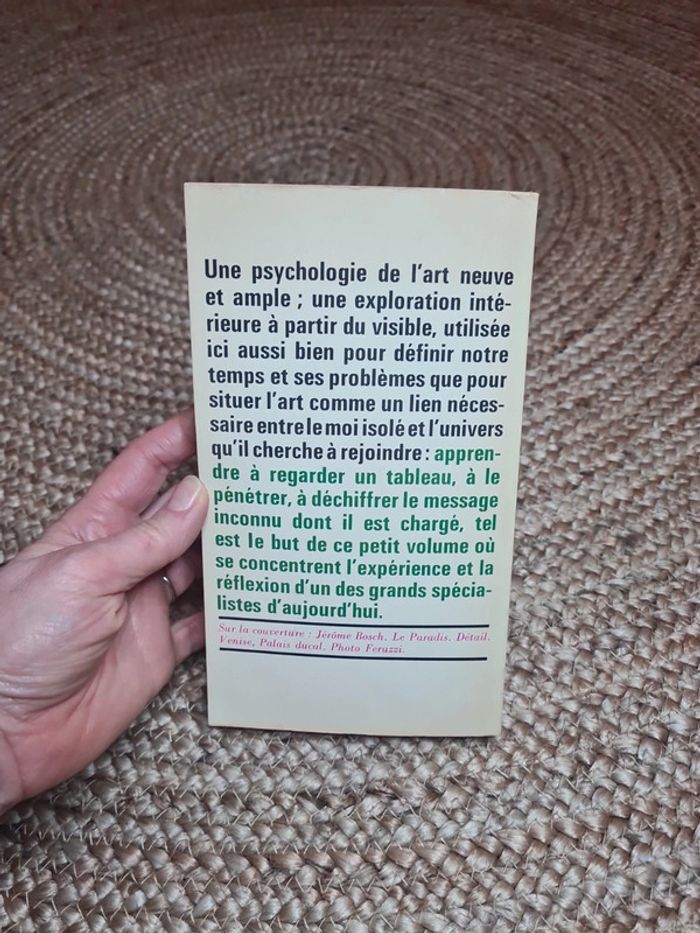 Une psychologie de l'art neuve
et ample ; une exploration inté-
rieure à partir du visible, utilisée
ici aussi bien pour définir notre
temps et ses problèmes que pour
situer l'art comme un lien néces-
saire entre le moi isolé et l'univers
qu'il cherche à rejoindre : appren-
dre à regarder un tableau, à le
pénétrer, à déchiffrer le message
inconnu dont il est chargé, tel
est le but de ce petit volume où
se concentrent l'expérience et la
réflexion d'un des grands spécia-
listes d'aujourd'hui.
Sur la couverture : Jérôme Bosch. Le Paradis. Détail.
Venise, Palais ducal. Photo Feruzzi.